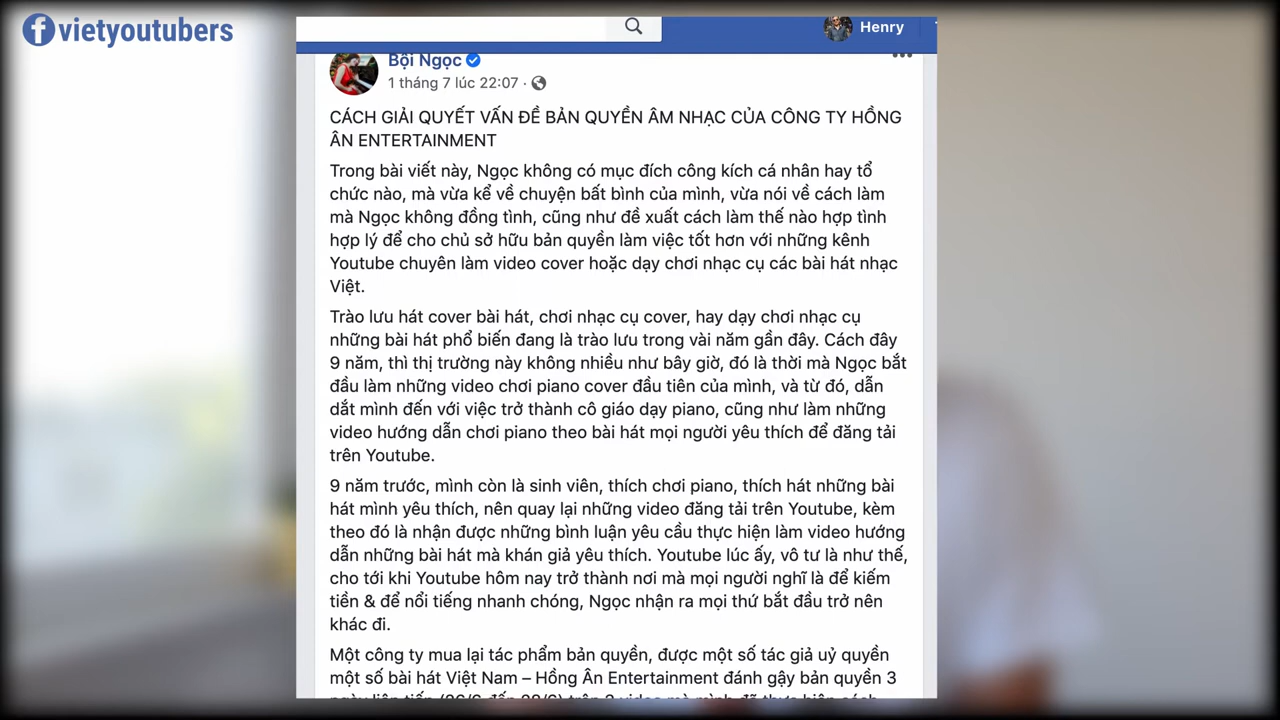 vietyoutubers
Henry
Bội Ngọc
1 tháng 7 lúc 22:07 ·
CÁCH GIẢI QUYẾT VẤN ĐỀ BẢN QUYỀN ÂM NHẠC CỦA CÔNG TY HỒNG
ÂN ENTERTAINMENT
Trong bài viết này, Ngọc không có mục đích công kích cá nhân hay tổ
chức nào, mà vừa kể về chuyện bất bình của mình, vừa nói về cách làm
mà Ngọc không đồng tình, cũng như đề xuất cách làm thế nào hợp tình
hợp lý để cho chủ sở hữu bản quyền làm việc tốt hơn với những kênh
Youtube chuyên làm video cover hoặc dạy chơi nhạc cụ các bài hát nhạc
Việt.
Trào lưu hát cover bài hát, chơi nhạc cụ cover, hay dạy chơi nhạc cụ
những bài hát phổ biến đang là trào lưu trong vài năm gần đây. Cách đây
9 năm, thì thị trường này không nhiều như bây giờ, đó là thời mà Ngọc bắt
đầu làm những video chơi piano cover đầu tiên của mình, và từ đó, dẫn
dắt mình đến với việc trở thành cô giáo dạy piano, cũng như làm những
video hướng dẫn chơi piano theo bài hát mọi người yêu thích để đăng tải
trên Youtube.
9 năm trước, mình còn là sinh viên, thích chơi piano, thích hát những bài
hát mình yêu thích, nên quay lại những video đăng tải trên Youtube, kèm
theo đó là nhận được những bình luận yêu cầu thực hiện làm video hướng
dẫn những bài hát mà khán giả yêu thích. Youtube lúc ấy, vô tư là như thế,
cho tới khi Youtube hôm nay trở thành nơi mà mọi người nghĩ là để kiếm
tiền & để nổi tiếng nhanh chóng, Ngọc nhận ra mọi thứ bắt đầu trở nên
khác đi.
Một công ty mua lại tác phẩm bản quyền, được một số tác giả uỷ quyền
một số bài hát Việt Nam – Hồng Ân Entertainment đánh gậy bản quyền 3